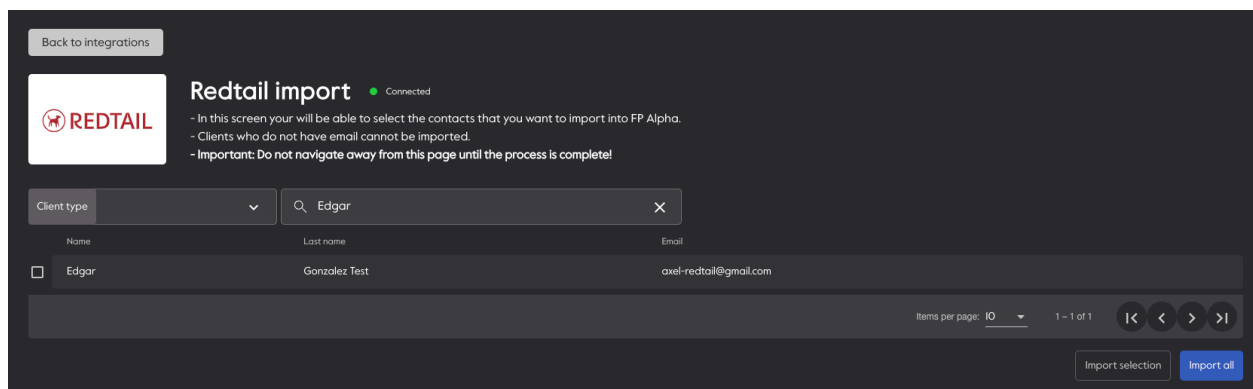 Back to integrations
REDTAIL
Redtail import
Connected
- In this screen your will be able to select the contacts that you want to import into FP Alpha.
- Clients who do not have email cannot be imported.
- Important: Do not navigate away from this page until the process is complete!
Client type
Edgar
Name Last name Email
Edgar Gonzalez Test axel-redtail@gmail.com
Items per page: 10 1 – 1 of 1
Import selection Import all